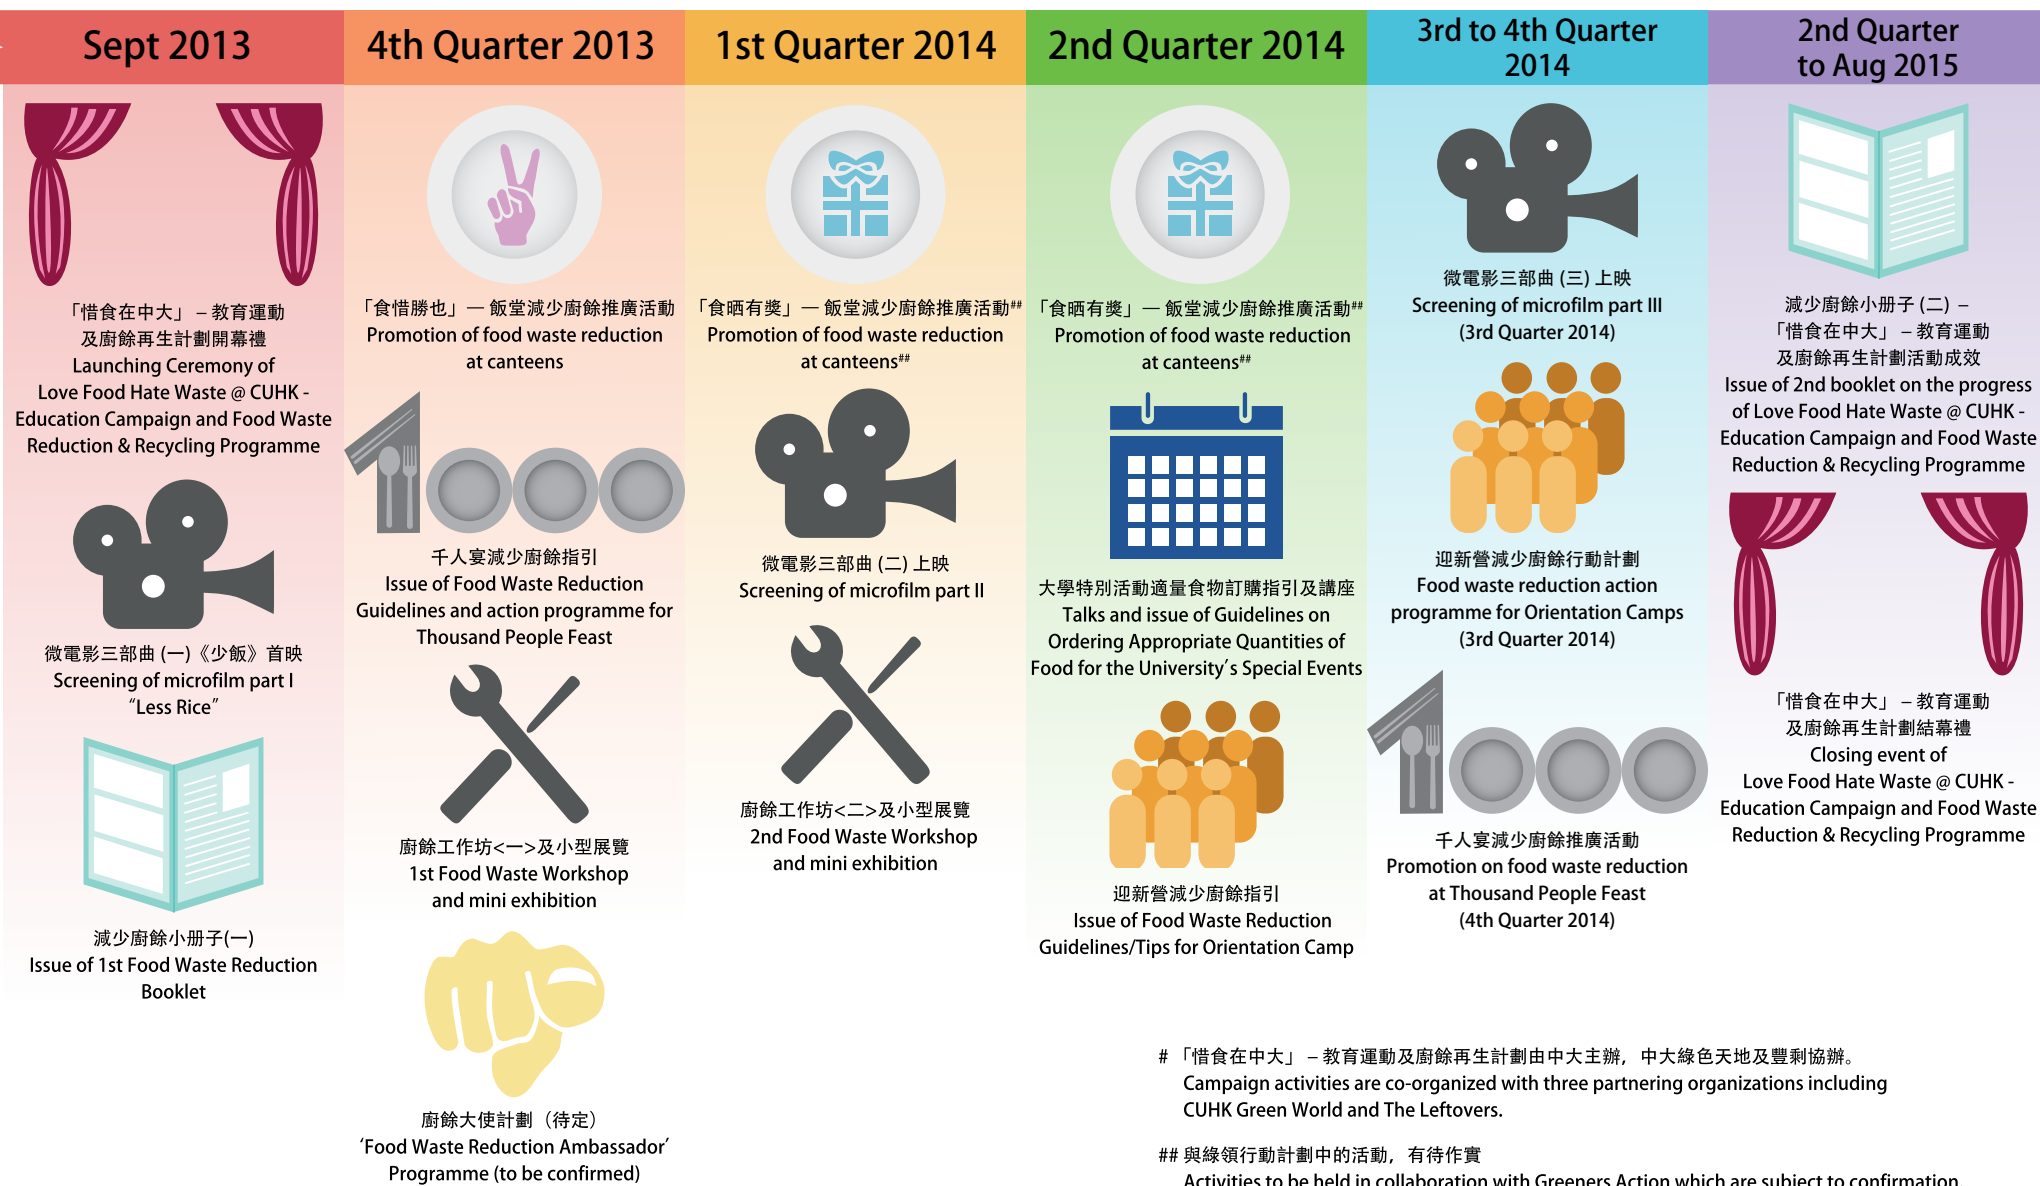 Sept 2013
「惜食在中大」 – 教育運動
及廚餘再生計劃開幕禮
Launching Ceremony of
Love Food Hate Waste @ CUHK -
Education Campaign and Food Waste
Reduction & Recycling Programme
微電影三部曲 (一)《少飯》首映
Screening of microfilm part I
“Less Rice”
減少廚餘小册子(一)
Issue of 1st Food Waste Reduction
Booklet
4th Quarter 2013
「食惜勝也」— 飯堂減少廚餘推廣活動
Promotion of food waste reduction
at canteens
千人宴減少廚餘指引
Issue of Food Waste Reduction
Guidelines and action programme for
Thousand People Feast
廚餘工作坊<一>及小型展覽
1st Food Waste Workshop
and mini exhibition
廚餘大使計劃（待定）
‘Food Waste Reduction Ambassador’
Programme (to be confirmed)
1st Quarter 2014
「食晒有獎」— 飯堂減少廚餘推廣活動##
Promotion of food waste reduction
at canteens##
微電影三部曲 (二) 上映
Screening of microfilm part II
廚餘工作坊<二>及小型展覽
2nd Food Waste Workshop
and mini exhibition
2nd Quarter 2014
「食晒有獎」— 飯堂減少廚餘推廣活動##
Promotion of food waste reduction
at canteens##
大學特別活動適量食物訂購指引及講座
Talks and issue of Guidelines on
Ordering Appropriate Quantities of
Food for the University’s Special Events
迎新營減少廚餘指引
Issue of Food Waste Reduction
Guidelines/Tips for Orientation Camp
3rd to 4th Quarter
2014
微電影三部曲 (三) 上映
Screening of microfilm part III
(3rd Quarter 2014)
迎新營減少廚餘行動計劃
Food waste reduction action
programme for Orientation Camps
(3rd Quarter 2014)
千人宴減少廚餘推廣活動
Promotion on food waste reduction
at Thousand People Feast
(4th Quarter 2014)
2nd Quarter
to Aug 2015
減少廚餘小册子 (二) –
「惜食在中大」 – 教育運動
及廚餘再生計劃活動成效
Issue of 2nd booklet on the progress
of Love Food Hate Waste @ CUHK -
Education Campaign and Food Waste
Reduction & Recycling Programme
「惜食在中大」 – 教育運動
及廚餘再生計劃結幕禮
Closing event of
Love Food Hate Waste @ CUHK -
Education Campaign and Food Waste
Reduction & Recycling Programme
# 「惜食在中大」 – 教育運動及廚餘再生計劃由中大主辦，中大綠色天地及豐剩協辦。
Campaign activities are co-organized with three partnering organizations including
CUHK Green World and The Leftovers.
## 與綠領行動計劃中的活動，有待作實
Activities to be held in collaboration with Greeners Action which are subject to confirmation.